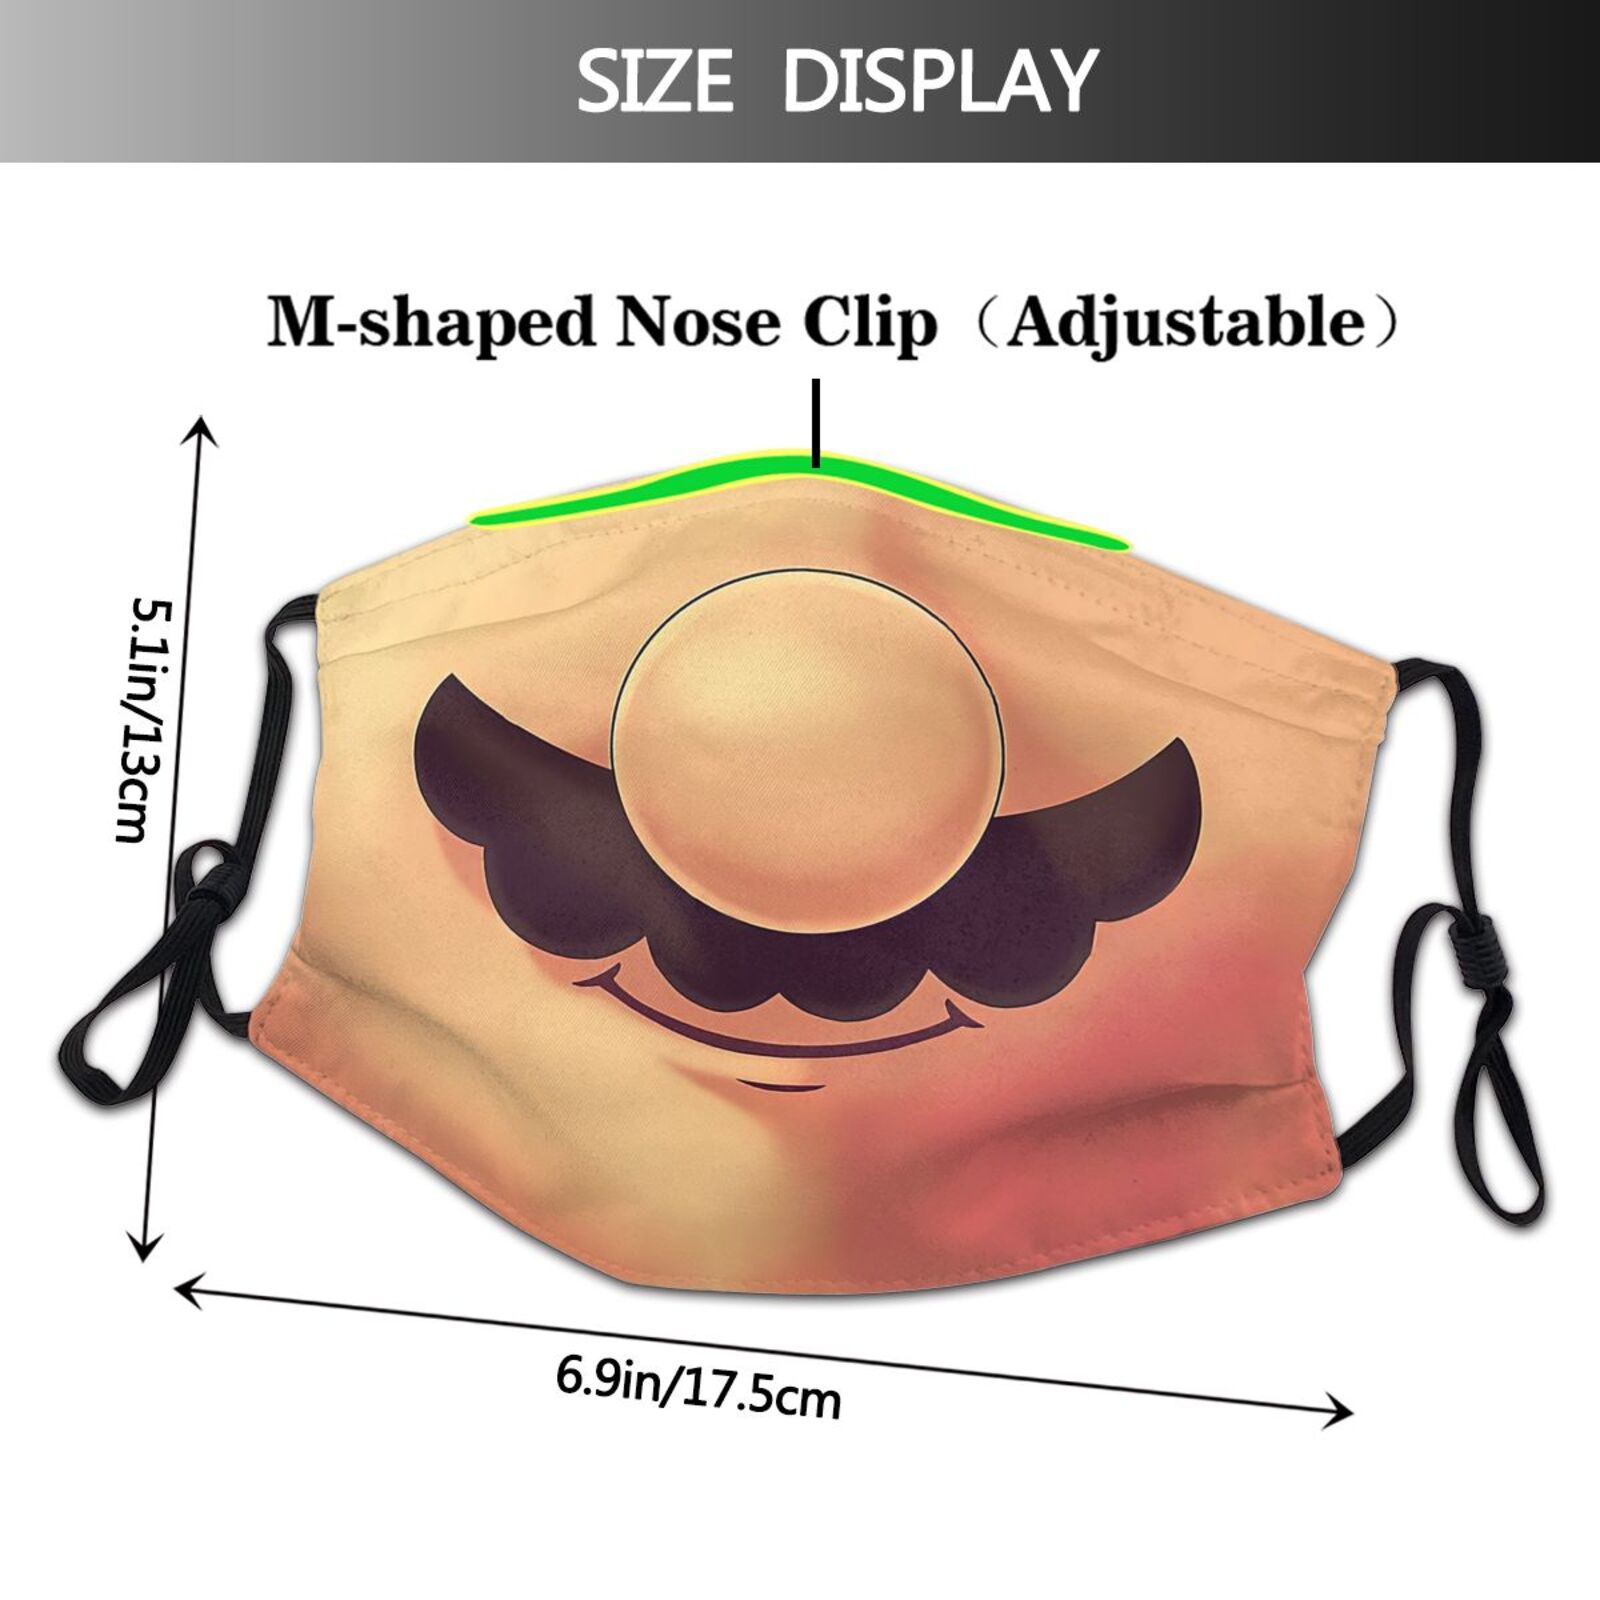 SIZE DISPLAY
M-shaped Nose Clip（Adjustable）
5.1in/13cm
6.9in/17.5cm